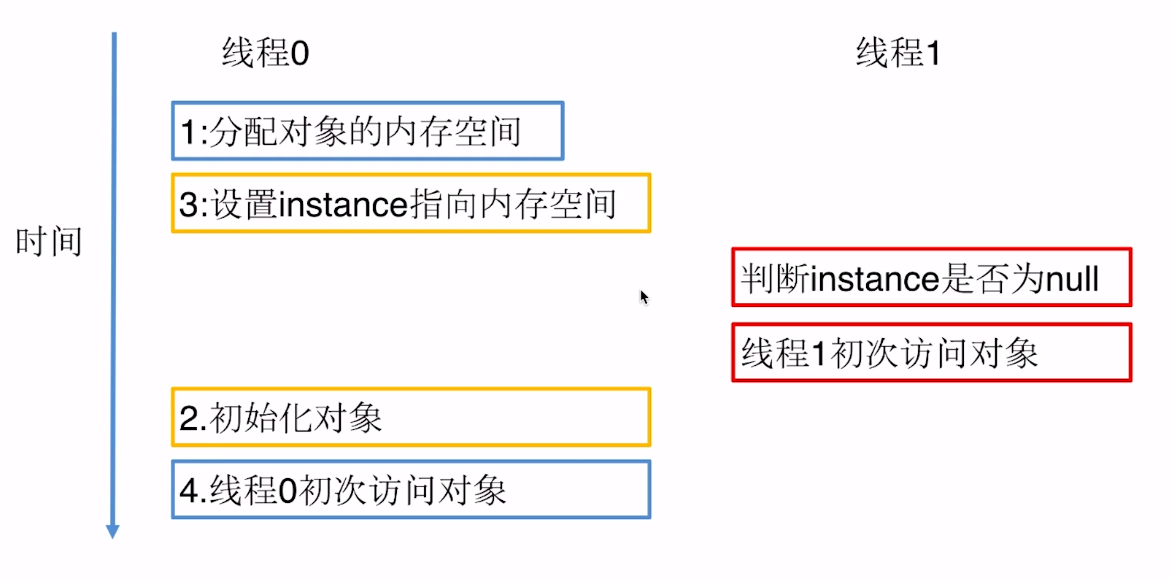 线程0
线程1
1:分配对象的内存空间
3:设置instance指向内存空间
时间
判断instance是否为null
线程1初次访问对象
2.初始化对象
4.线程0初次访问对象